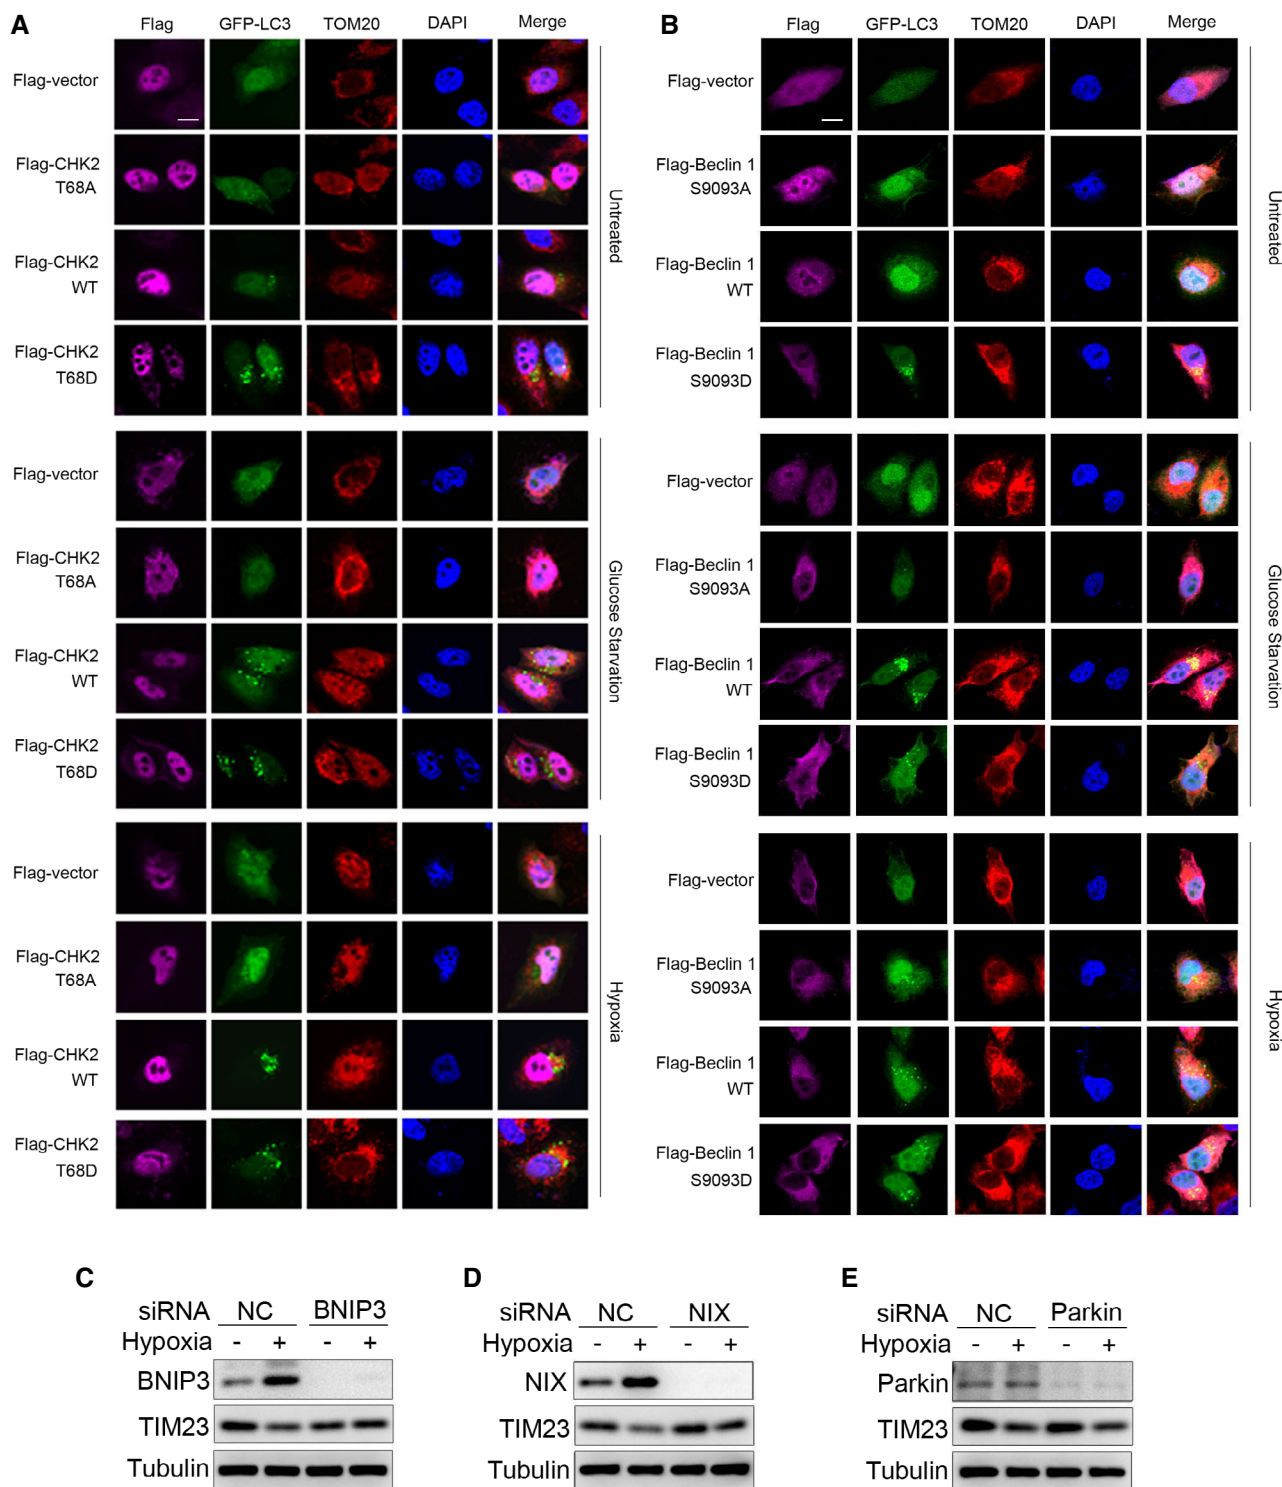 A
Flag GFP-LC3 TOM20 DAPI Merge
Flag-vector
Flag-CHK2
T68A
Flag-CHK2
WT
Flag-CHK2
T68D
Untreated
Flag-vector
Flag-CHK2
T68A
Flag-CHK2
WT
Flag-CHK2
T68D
Glucose Starvation
Flag-vector
Flag-CHK2
T68A
Flag-CHK2
WT
Flag-CHK2
T68D
Hypoxia
B
Flag GFP-LC3 TOM20 DAPI Merge
Flag-vector
Flag-Beclin 1
S9093A
Flag-Beclin 1
WT
Flag-Beclin 1
S9093D
Untreated
Flag-vector
Flag-Beclin 1
S9093A
Flag-Beclin 1
WT
Flag-Beclin 1
S9093D
Glucose Starvation
Flag-vector
Flag-Beclin 1
S9093A
Flag-Beclin 1
WT
Flag-Beclin 1
S9093D
Hypoxia
C
siRNA NC BNIP3
Hypoxia - + - +
BNIP3
TIM23
Tubulin
D
siRNA NC NIX
Hypoxia - + - +
NIX
TIM23
Tubulin
E
siRNA NC Parkin
Hypoxia - + - +
Parkin
TIM23
Tubulin